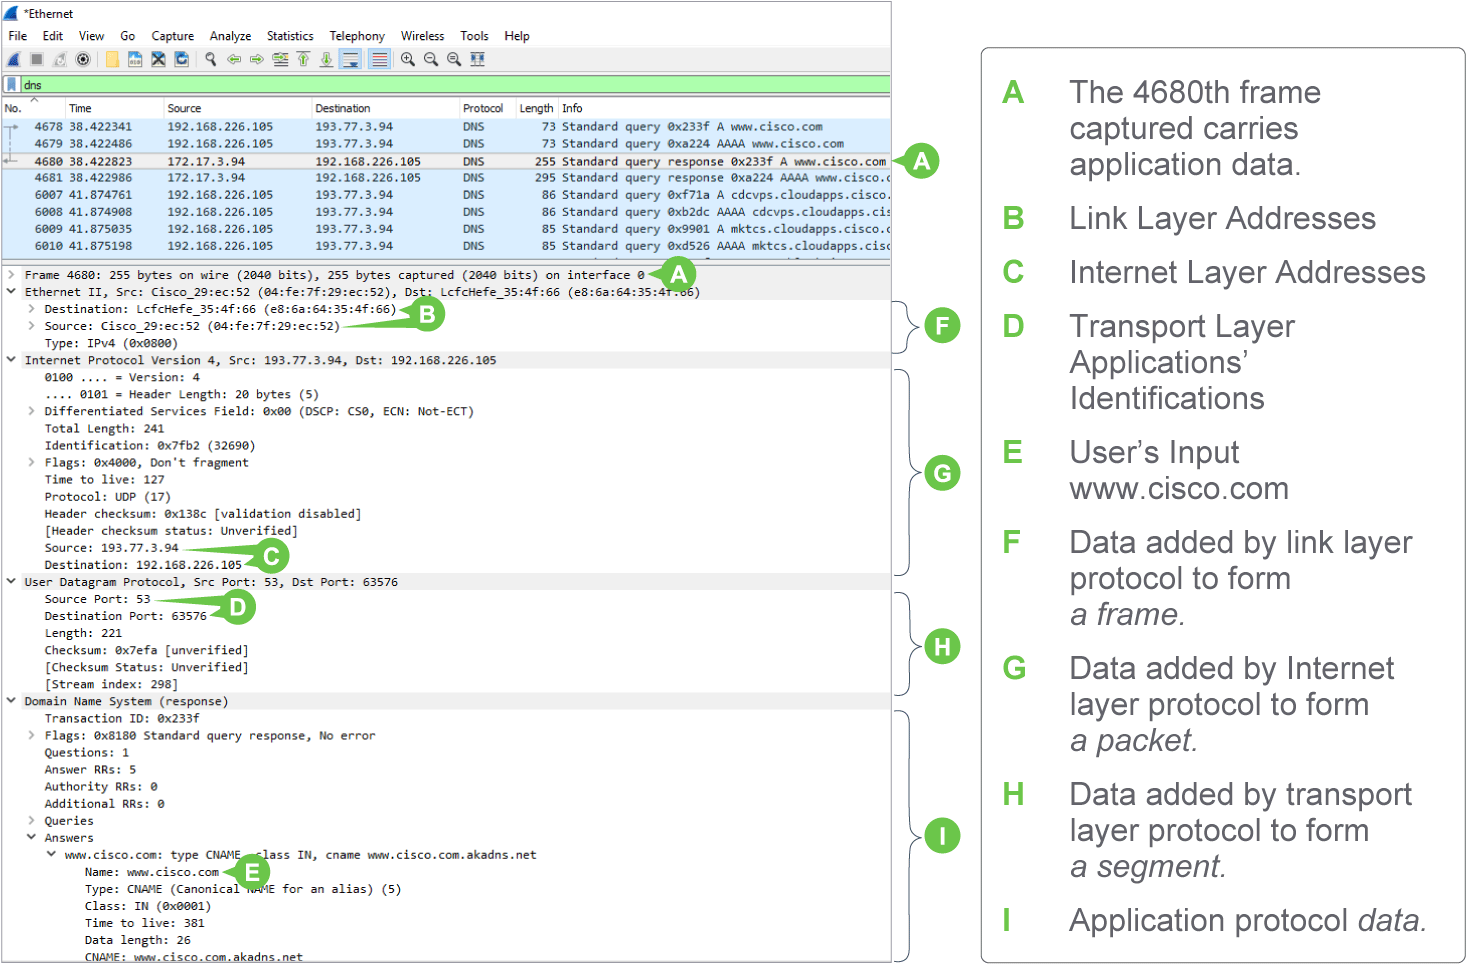 *Ethernet
File Edit View Go Capture Analyze Statistics Telephony Wireless Tools Help
dns
No. Time Source Destination Protocol Length Info
4678 38.422341 192.168.226.105 193.77.3.94 DNS 73 Standard query 0x233f A www.cisco.com
4679 38.422486 192.168.226.105 193.77.3.94 DNS 73 Standard query 0xa224 AAAA www.cisco.com
4680 38.422823 172.17.3.94 192.168.226.105 DNS 255 Standard query response 0x233f A www.cisco.com
4681 38.422986 172.17.3.94 192.168.226.105 DNS 295 Standard query response 0xa224 AAAA www.cisco.c
6007 41.874761 192.168.226.105 193.77.3.94 DNS 86 Standard query 0xf71a A cdcvps.cloudapps.cisco.
6008 41.874908 192.168.226.105 193.77.3.94 DNS 86 Standard query 0xb2dc AAAA cdcvps.cloudapps.cis
6009 41.875035 192.168.226.105 193.77.3.94 DNS 85 Standard query 0x9901 A mktcs.cloudapps.cisco.
6010 41.875198 192.168.226.105 193.77.3.94 DNS 85 Standard query 0xd526 AAAA mktcs.cloudapps.cisc
A
Frame 4680: 255 bytes on wire (2040 bits), 255 bytes captured (2040 bits) on interface 0
A
Ethernet II, Src: Cisco_29:ec:52 (04:fe:7f:29:ec:52), Dst: LcfcHefe_35:4f:66 (e8:6a:64:35:4f:66)
Destination: LcfcHefe_35:4f:66 (e8:6a:64:35:4f:66)
B
Source: Cisco_29:ec:52 (04:fe:7f:29:ec:52)
F
Type: IPv4 (0x0800)
Internet Protocol Version 4, Src: 193.77.3.94, Dst: 192.168.226.105
0100 .... = Version: 4
.... 0101 = Header Length: 20 bytes (5)
Differentiated Services Field: 0x00 (DSCP: CS0, ECN: Not-ECT)
Total Length: 241
Identification: 0x7fb2 (32690)
Flags: 0x4000, Don't fragment
Time to live: 127
G
Protocol: UDP (17)
Header checksum: 0x138c [validation disabled]
[Header checksum status: Unverified]
Source: 193.77.3.94
C
Destination: 192.168.226.105
User Datagram Protocol, Src Port: 53, Dst Port: 63576
Source Port: 53
D
Destination Port: 63576
Length: 221
H
Checksum: 0x7efa [unverified]
[Checksum Status: Unverified]
[Stream index: 298]
Domain Name System (response)
Transaction ID: 0x233f
Flags: 0x8180 Standard query response, No error
Questions: 1
Answer RRs: 5
Authority RRs: 0
Additional RRs: 0
Queries
I
Answers
www.cisco.com: type CNAME, class IN, cname www.cisco.com.akadns.net
Name: www.cisco.com
E
Type: CNAME (Canonical NAME for an alias) (5)
Class: IN (0x0001)
Time to live: 381
Data length: 26
CNAME: www.cisco.com.akadns.net
A The 4680th frame
captured carries
application data.
B Link Layer Addresses
C Internet Layer Addresses
D Transport Layer
Applications’
Identifications
E User’s Input
www.cisco.com
F Data added by link layer
protocol to form
a frame.
G Data added by Internet
layer protocol to form
a packet.
H Data added by transport
layer protocol to form
a segment.
I Application protocol data.